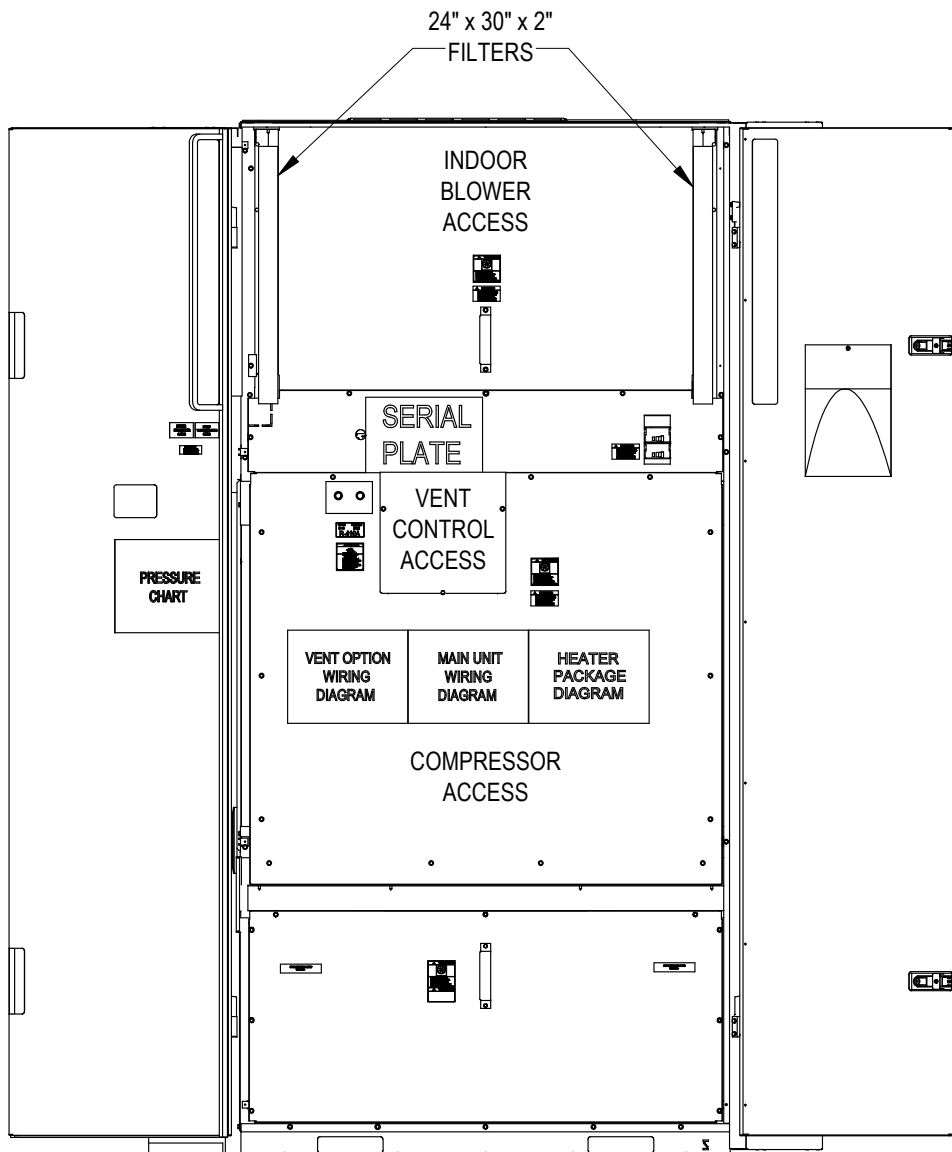 24" x 30" x 2"
FILTERS
INDOOR
BLOWER
ACCESS
SERIAL
PLATE
VENT
CONTROL
ACCESS
R-410A
PRESSURE
CHART
VENT OPTION
WIRING
DIAGRAM
MAIN UNIT
WIRING
DIAGRAM
HEATER
PACKAGE
DIAGRAM
COMPRESSOR
ACCESS